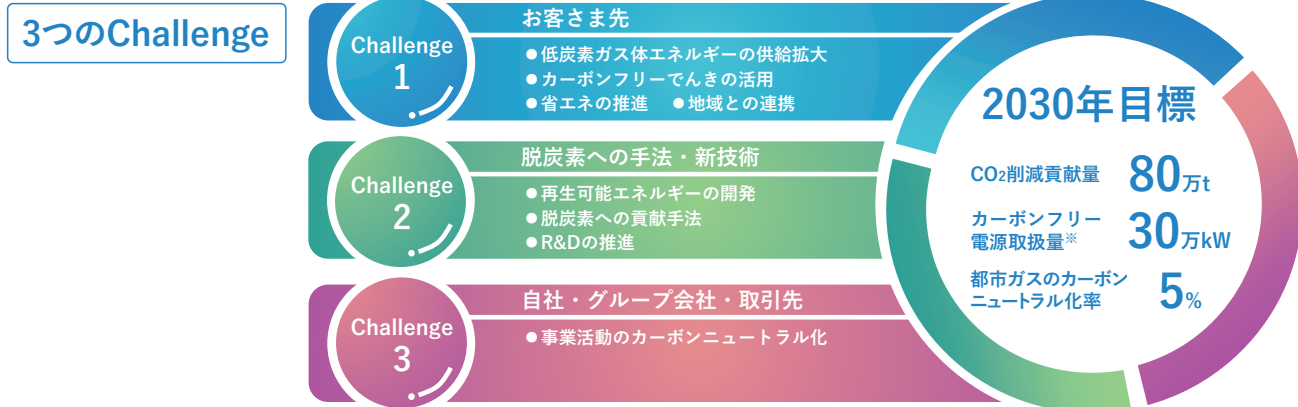 3つのChallenge
Challenge
1
お客さま先
●低炭素ガス体エネルギーの供給拡大
●カーボンフリーでんきの活用
●省エネの推進 ●地域との連携
Challenge
2
脱炭素への手法・新技術
●再生可能エネルギーの開発
●脱炭素への貢献手法
●R&Dの推進
Challenge
3
自社・グループ会社・取引先
●事業活動のカーボンニュートラル化
2030年目標
CO₂削減貢献量 80万t
カーボンフリー
電源取扱量※ 30万kW
都市ガスのカーボン
ニュートラル化率 5%